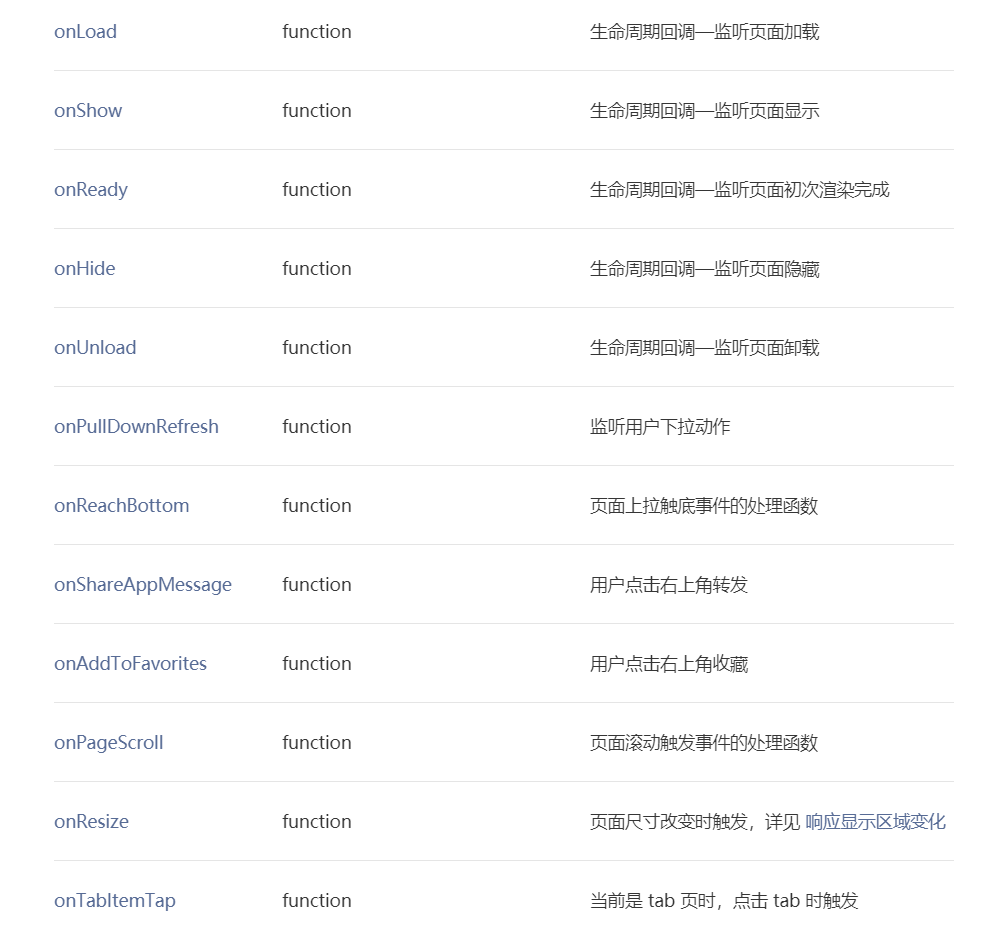 onLoad function 生命周期回调—监听页面加载
onShow function 生命周期回调—监听页面显示
onReady function 生命周期回调—监听页面初次渲染完成
onHide function 生命周期回调—监听页面隐藏
onUnload function 生命周期回调—监听页面卸载
onPullDownRefresh function 监听用户下拉动作
onReachBottom function 页面上拉触底事件的处理函数
onShareAppMessage function 用户点击右上角转发
onAddToFavorites function 用户点击右上角收藏
onPageScroll function 页面滚动触发事件的处理函数
onResize function 页面尺寸改变时触发，详见 响应显示区域变化
onTabItemTap function 当前是 tab 页时，点击 tab 时触发